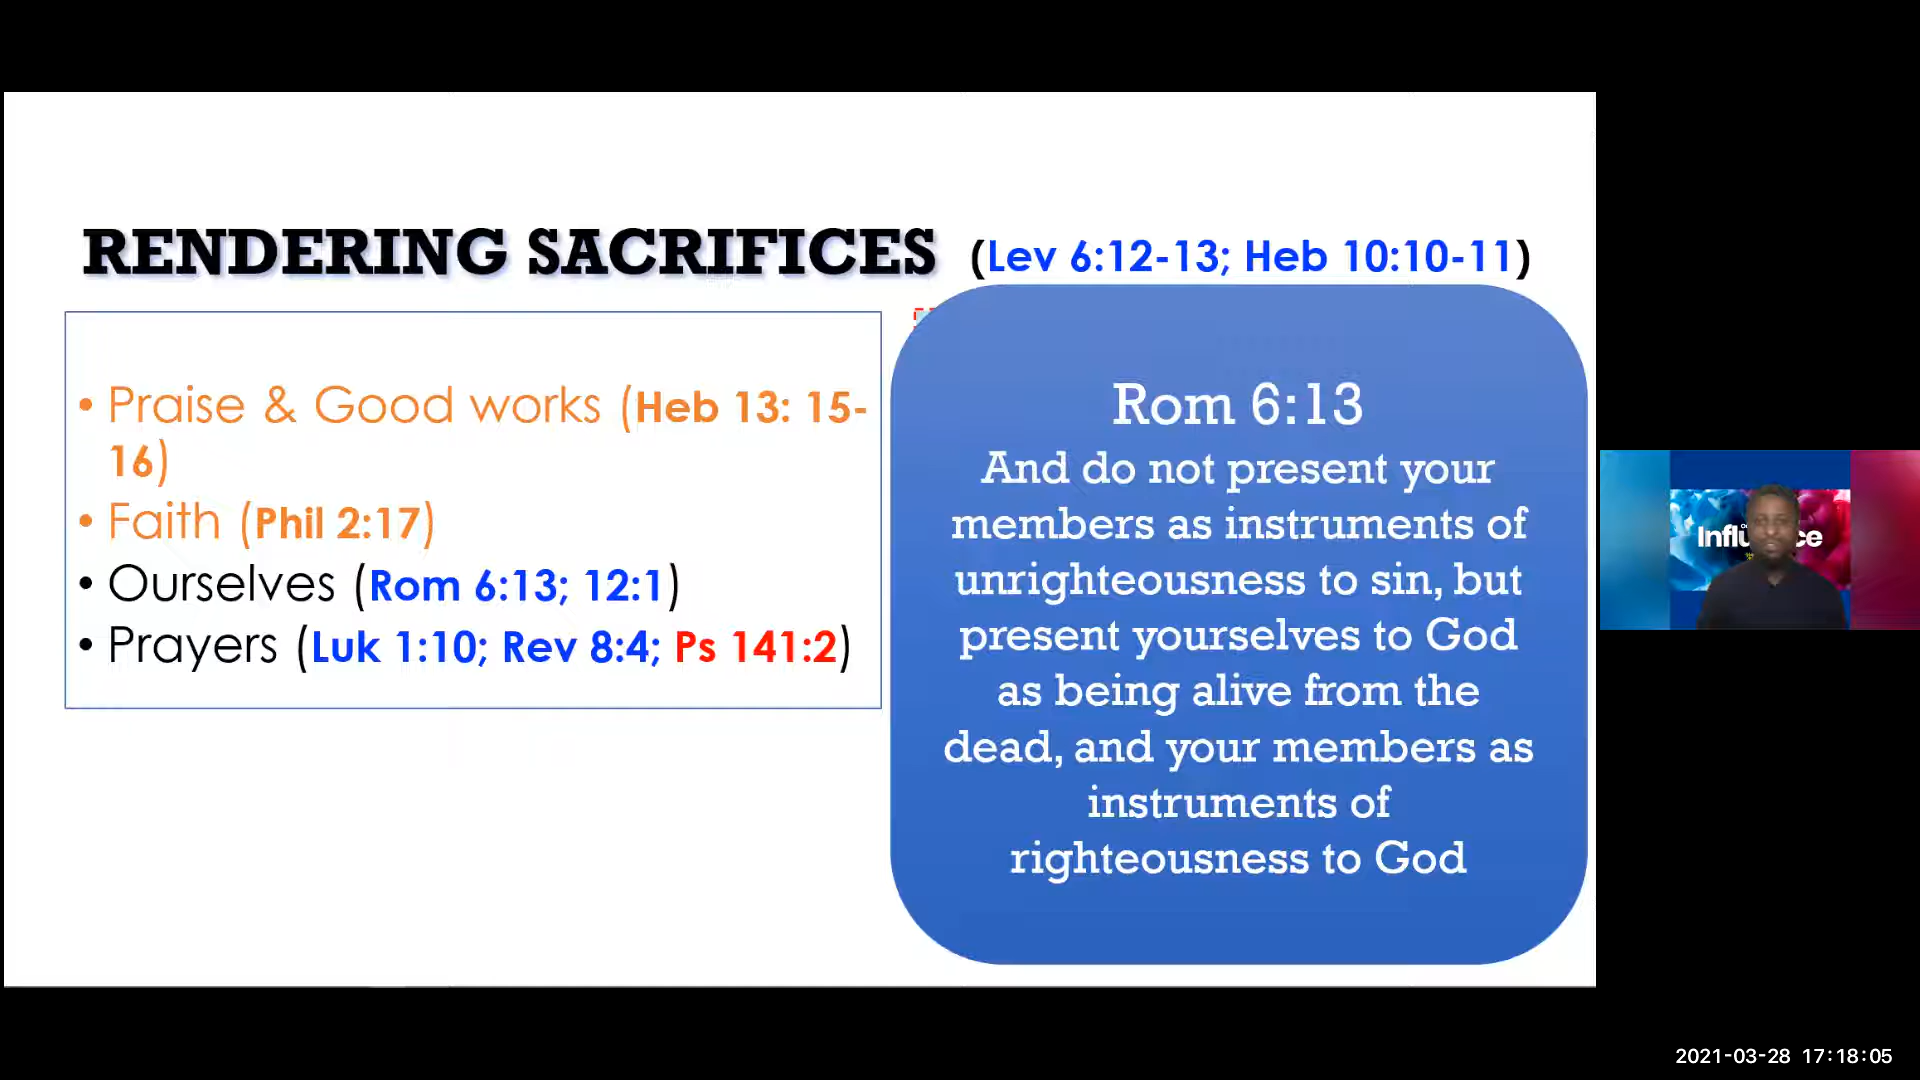 RENDERING SACRIFICES (Lev 6:12-13; Heb 10:10-11)
• Praise & Good works (Heb 13: 15-
16)
• Faith (Phil 2:17)
• Ourselves (Rom 6:13; 12:1)
• Prayers (Luk 1:10; Rev 8:4; Ps 141:2)
Rom 6:13
And do not present your
members as instruments of
unrighteousness to sin, but
present yourselves to God
as being alive from the
dead, and your members as
instruments of
righteousness to God
2021-03-28 17:18:05